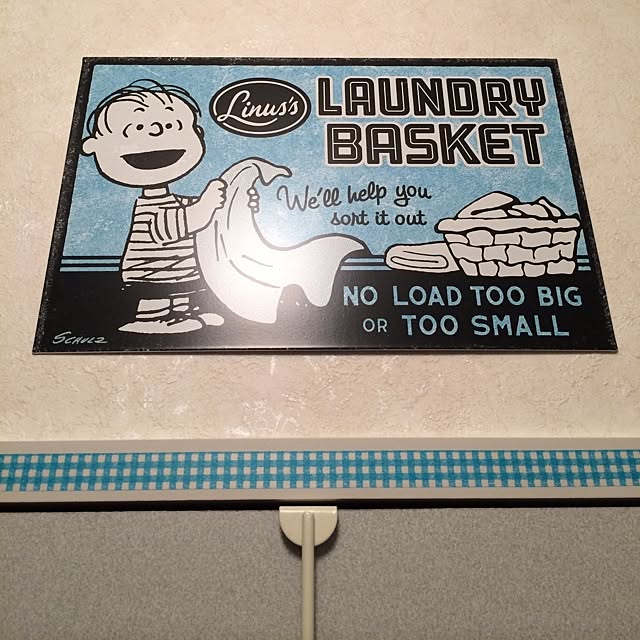 Linus's
LAUNDRY
BASKET
We'll help you
sort it out
NO LOAD TOO BIG
OR TOO SMALL
SCHULZ